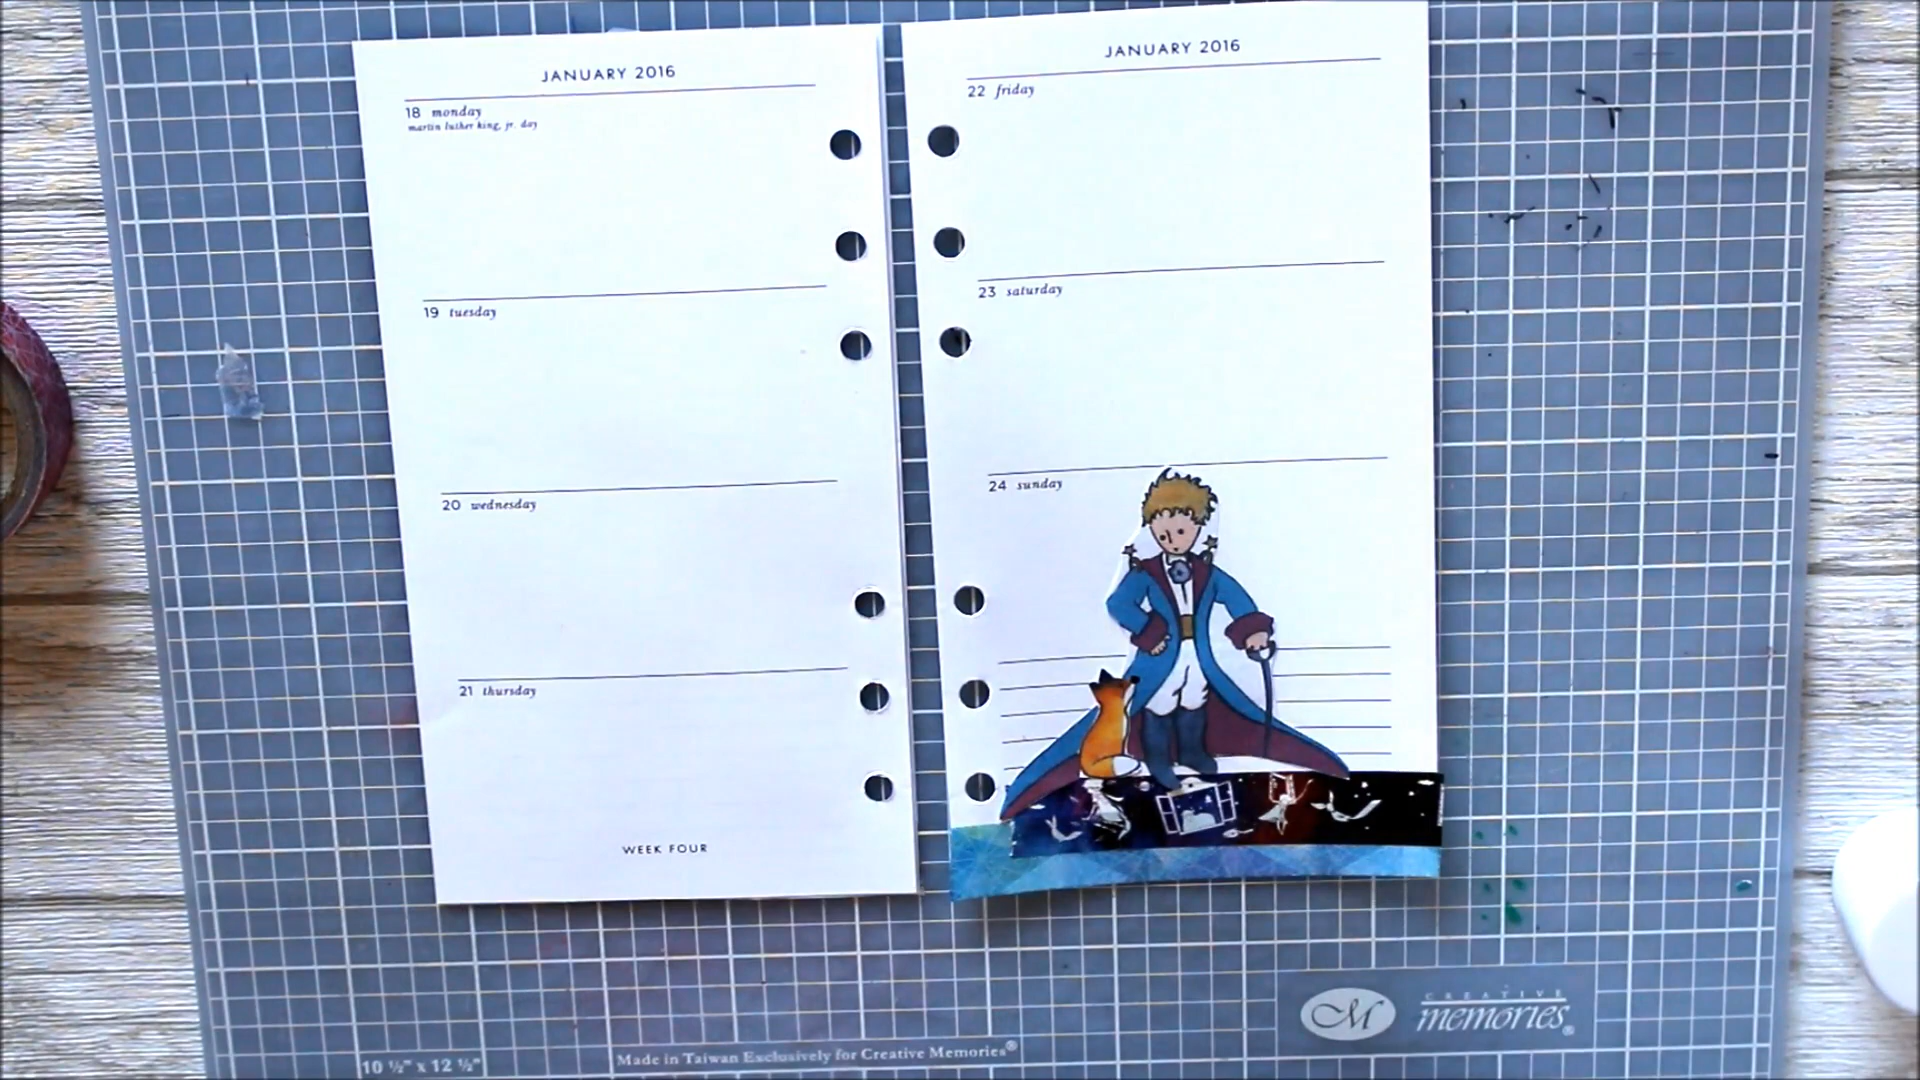 JANUARY 2016
18 monday
martin luther king, jr. day
19 tuesday
20 wednesday
21 thursday
WEEK FOUR
JANUARY 2016
22 friday
23 saturday
24 sunday
M CREATIVE
memories®
10 ½" x 12 ½"
Made in Taiwan Exclusively for Creative Memories®